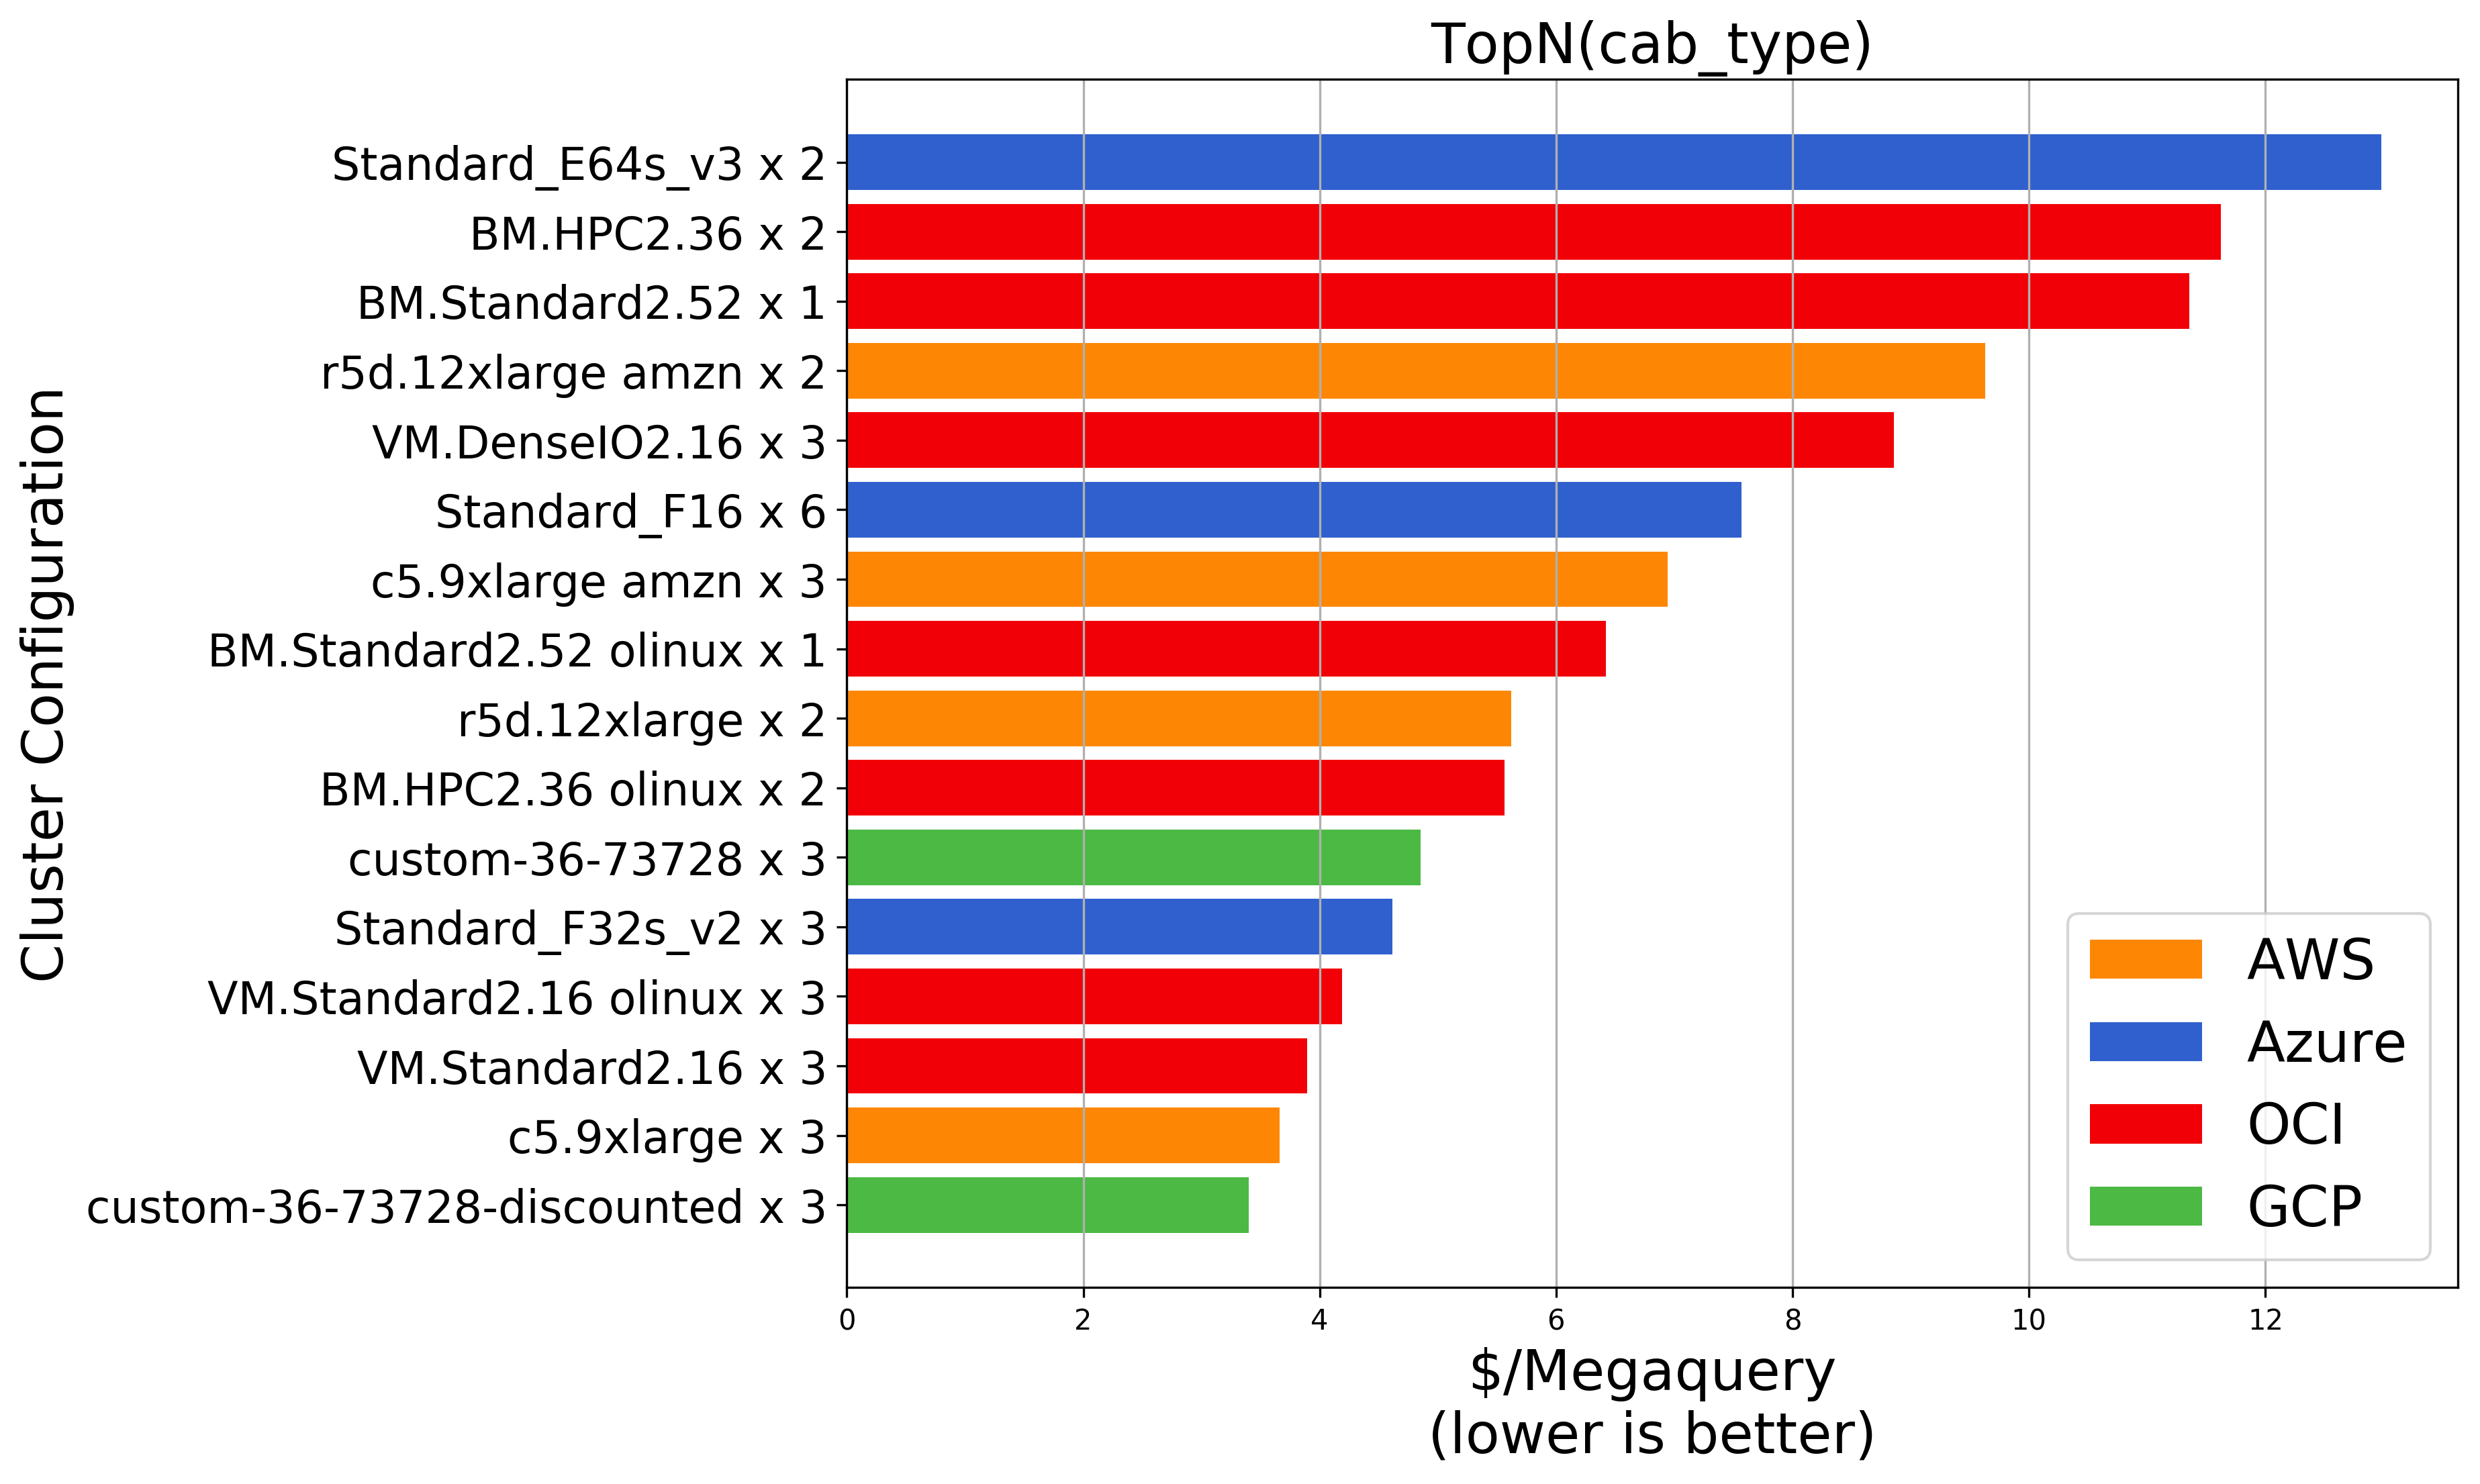 TopN(cab_type)
Cluster Configuration
Standard_E64s_v3 x 2
BM.HPC2.36 x 2
BM.Standard2.52 x 1
r5d.12xlarge amzn x 2
VM.DenseIO2.16 x 3
Standard_F16 x 6
c5.9xlarge amzn x 3
BM.Standard2.52 olinux x 1
r5d.12xlarge x 2
BM.HPC2.36 olinux x 2
custom-36-73728 x 3
Standard_F32s_v2 x 3
VM.Standard2.16 olinux x 3
VM.Standard2.16 x 3
c5.9xlarge x 3
custom-36-73728-discounted x 3
AWS
Azure
OCI
GCP
0 2 4 6 8 10 12
$/Megaquery
(lower is better)